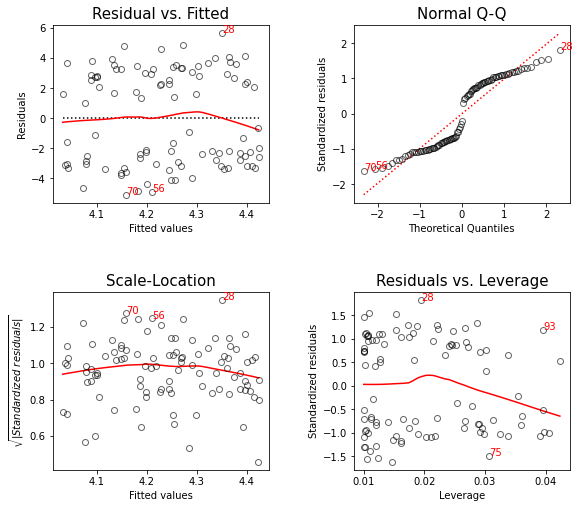 Residual vs. Fitted
6
4
2
0
−2
−4
Residuals
28
70
56
4.1 4.2 4.3 4.4
Fitted values
Normal Q-Q
2
1
0
−1
−2
Standardized residuals
28
70
56
−2 −1 0 1 2
Theoretical Quantiles
Scale-Location
1.2
1.0
0.8
0.6
√|Standardized residuals|
28
70
56
4.1 4.2 4.3 4.4
Fitted values
Residuals vs. Leverage
1.5
1.0
0.5
0.0
−0.5
−1.0
−1.5
Standardized residuals
28
93
75
0.01 0.02 0.03 0.04
Leverage